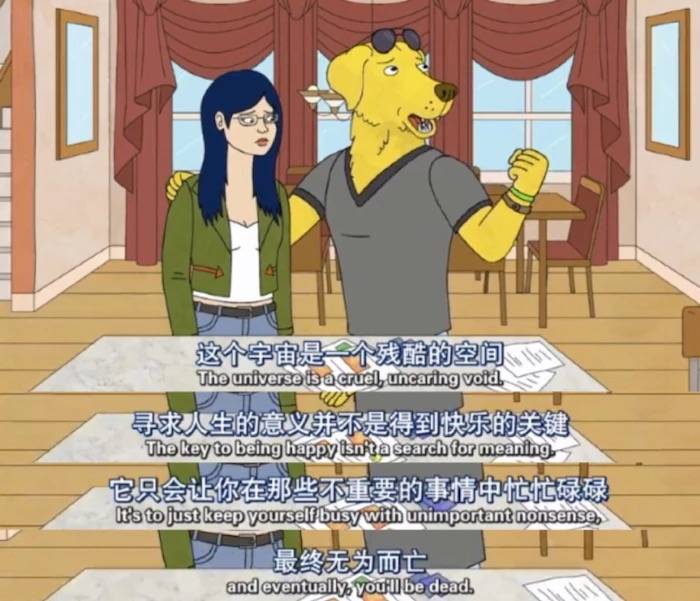 这个宇宙是一个残酷的空间
The universe is a cruel, uncaring void.
寻求人生的意义并不是得到快乐的关键
The key to being happy isn't a search for meaning.
它只会让你在那些不重要的事情中忙忙碌碌
It's to just keep yourself busy with unimportant nonsense,
最终无为而亡
and eventually, you'll be dead.